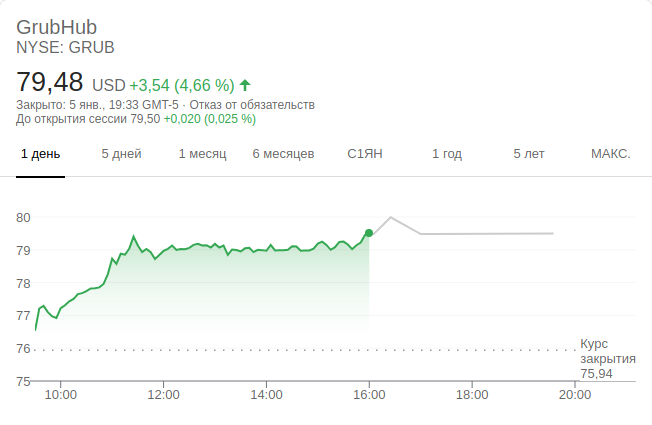 GrubHub
NYSE: GRUB
79,48 USD +3,54 (4,66 %)
Закрыто: 5 янв., 19:33 GMT-5 · Отказ от обязательств
До открытия сессии 79,50 +0,020 (0,025 %)
1 день 5 дней 1 месяц 6 месяцев С1ЯН 1 год 5 лет МАКС.
80
79
78
77
76
75
Курс
закрытия
75,94
10:00 12:00 14:00 16:00 18:00 20:00